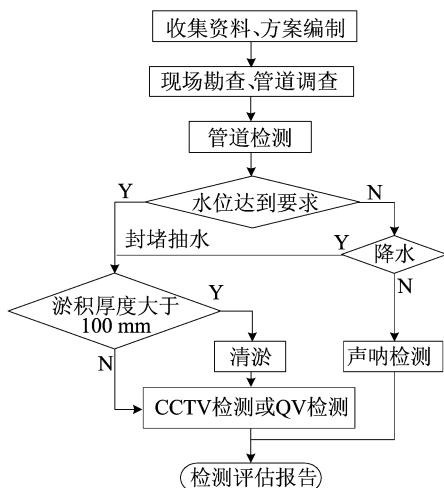 收集资料、方案编制
现场勘查、管道调查
管道检测
Y
水位达到要求
N
封堵抽水
Y
降水
淤积厚度大于
100 mm
Y
N
N
清淤
声呐检测
CCTV检测或QV检测
检测评估报告